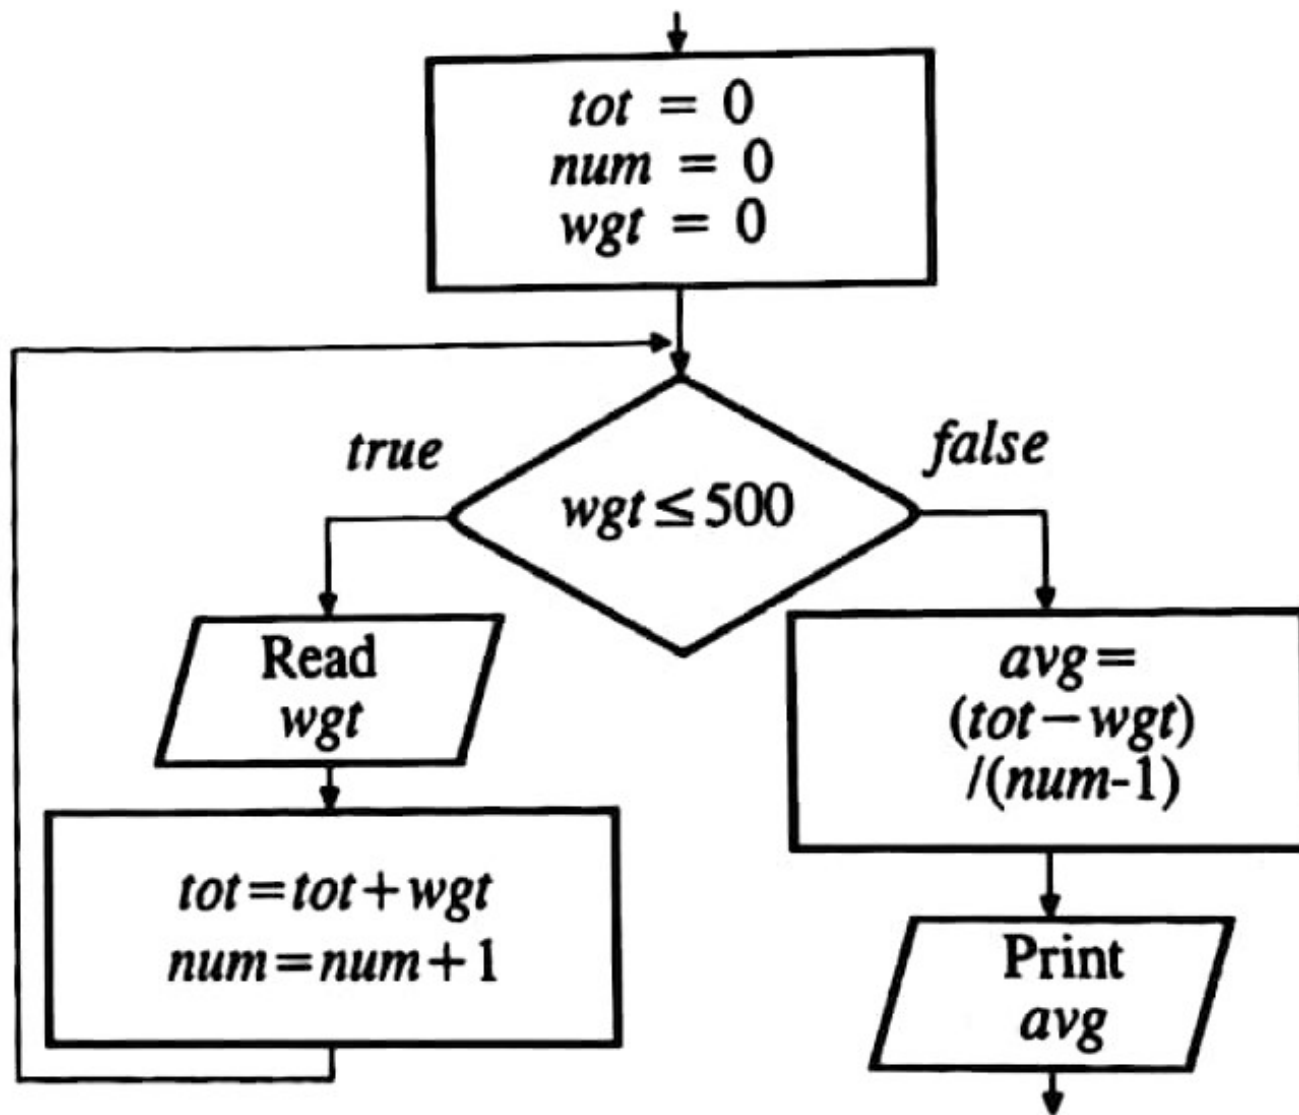 tot = 0
num = 0
wgt = 0
true
false
wgt≤500
Read
wgt
tot=tot+wgt
num=num+1
avg=
(tot−wgt)
/(num-1)
Print
avg